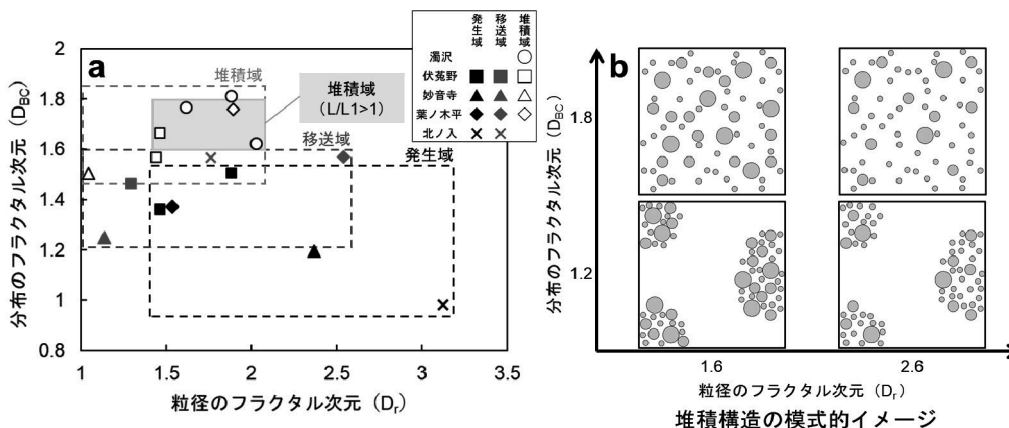 a
分布のフラクタル次元（D_BC）
2
1.8
1.6
1.4
1.2
1
0.8
1
1.5
2
2.5
3
3.5
粒径のフラクタル次元（D_r）
堆積域
堆積域
（L/L1>1）
移送域
発生域
発生域
移送域
堆積域
濁沢
伏菟野
妙音寺
葉ノ木平
北ノ入
b
分布のフラクタル次元（D_BC）
1.8
1.2
1.6
2.6
粒径のフラクタル次元（D_r）
堆積構造の模式的イメージ